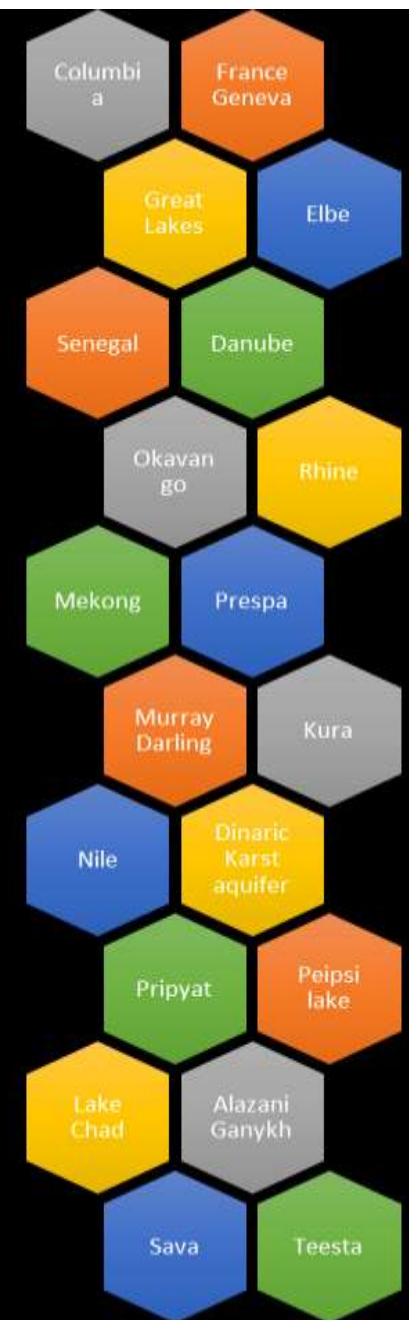 Columbi
a
France
Geneva
Great
Lakes
Elbe
Senegal
Danube
Okavan
go
Rhine
Mekong
Prespa
Murray
Darling
Kura
Nile
Dinaric
Karst
aquifer
Pripyat
Peipsi
lake
Lake
Chad
Alazani
Ganykh
Sava
Teesta